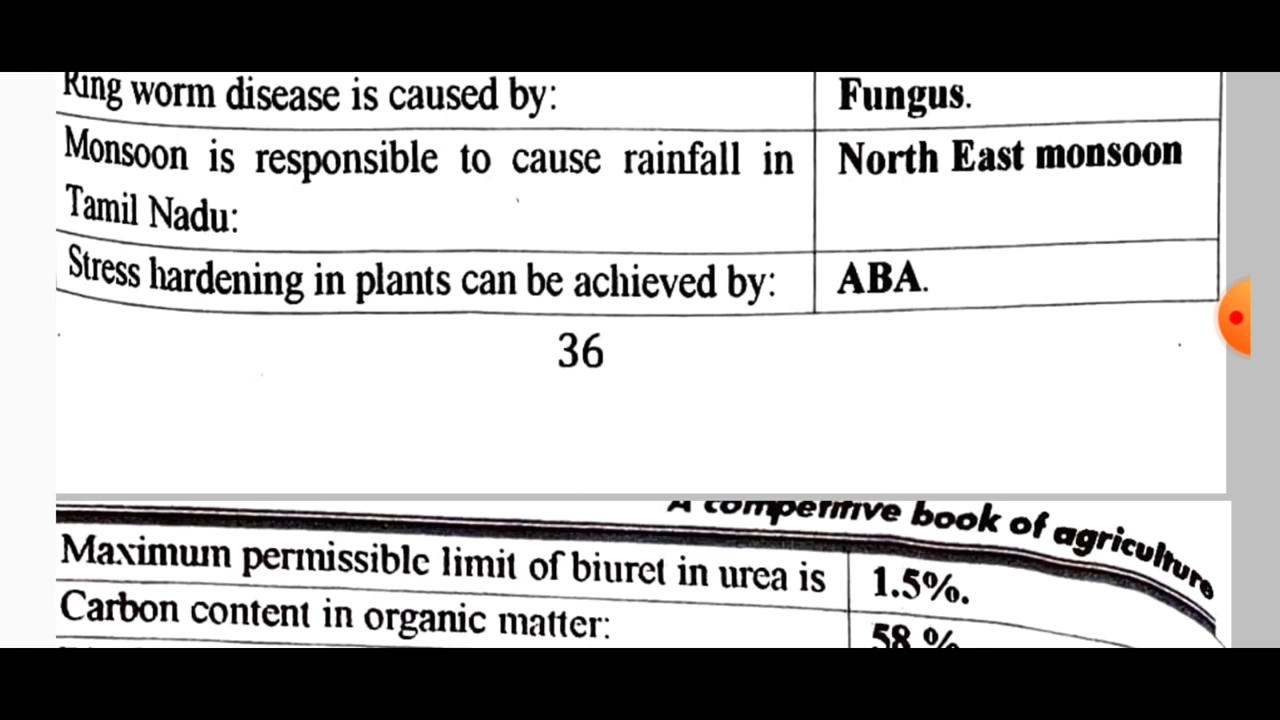 Ring worm disease is caused by: Fungus.
Monsoon is responsible to cause rainfall in North East monsoon
Tamil Nadu:
Stress hardening in plants can be achieved by: ABA.
36
A competitive book of agriculture
Maximum permissible limit of biuret in urea is 1.5%.
Carbon content in organic matter: 58 %